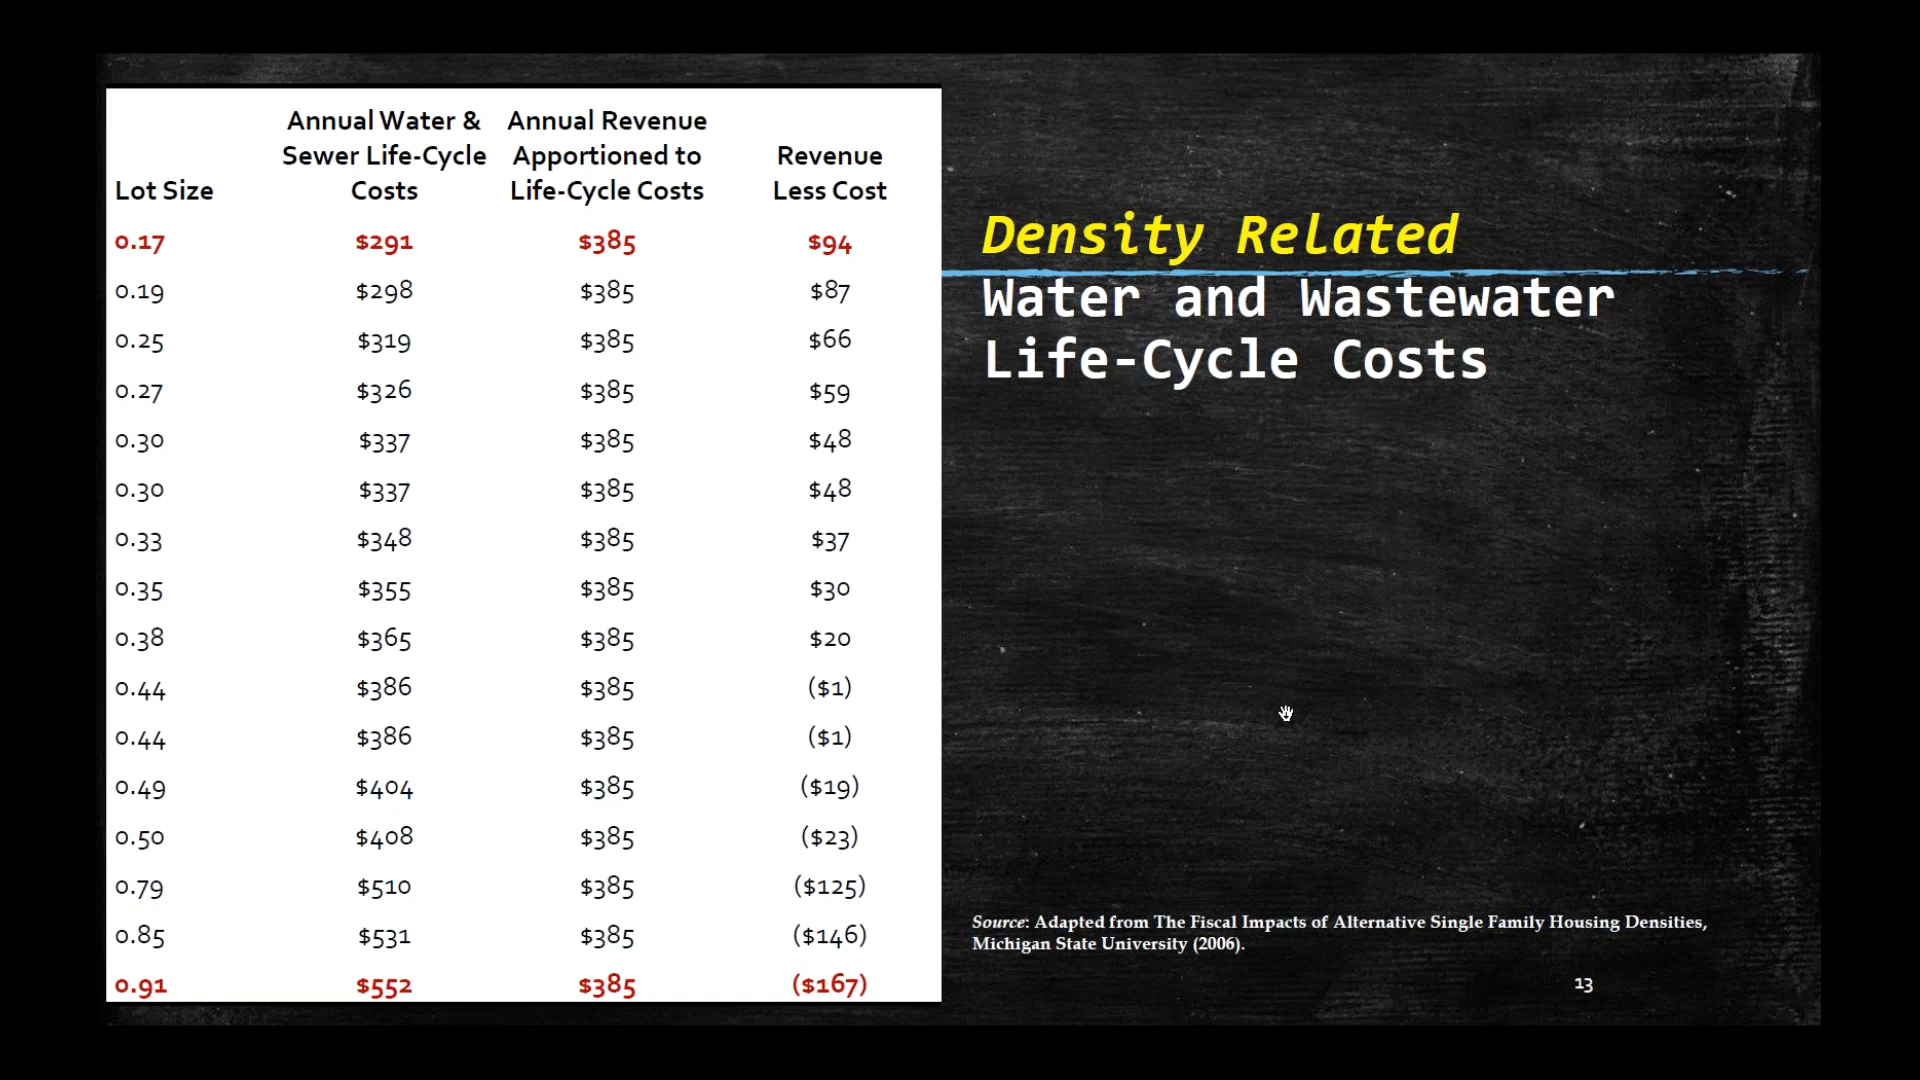 Annual Water & Annual Revenue
Sewer Life-Cycle Apportioned to Revenue
Lot Size Costs Life-Cycle Costs Less Cost
0.17 $291 $385 $94
0.19 $298 $385 $87
0.25 $319 $385 $66
0.27 $326 $385 $59
0.30 $337 $385 $48
0.30 $337 $385 $48
0.33 $348 $385 $37
0.35 $355 $385 $30
0.38 $365 $385 $20
0.44 $386 $385 ($1)
0.44 $386 $385 ($1)
0.49 $404 $385 ($19)
0.50 $408 $385 ($23)
0.79 $510 $385 ($125)
0.85 $531 $385 ($146)
0.91 $552 $385 ($167)
Density Related
Water and Wastewater
Life-Cycle Costs
Source: Adapted from The Fiscal Impacts of Alternative Single Family Housing Densities,
Michigan State University (2006).
13